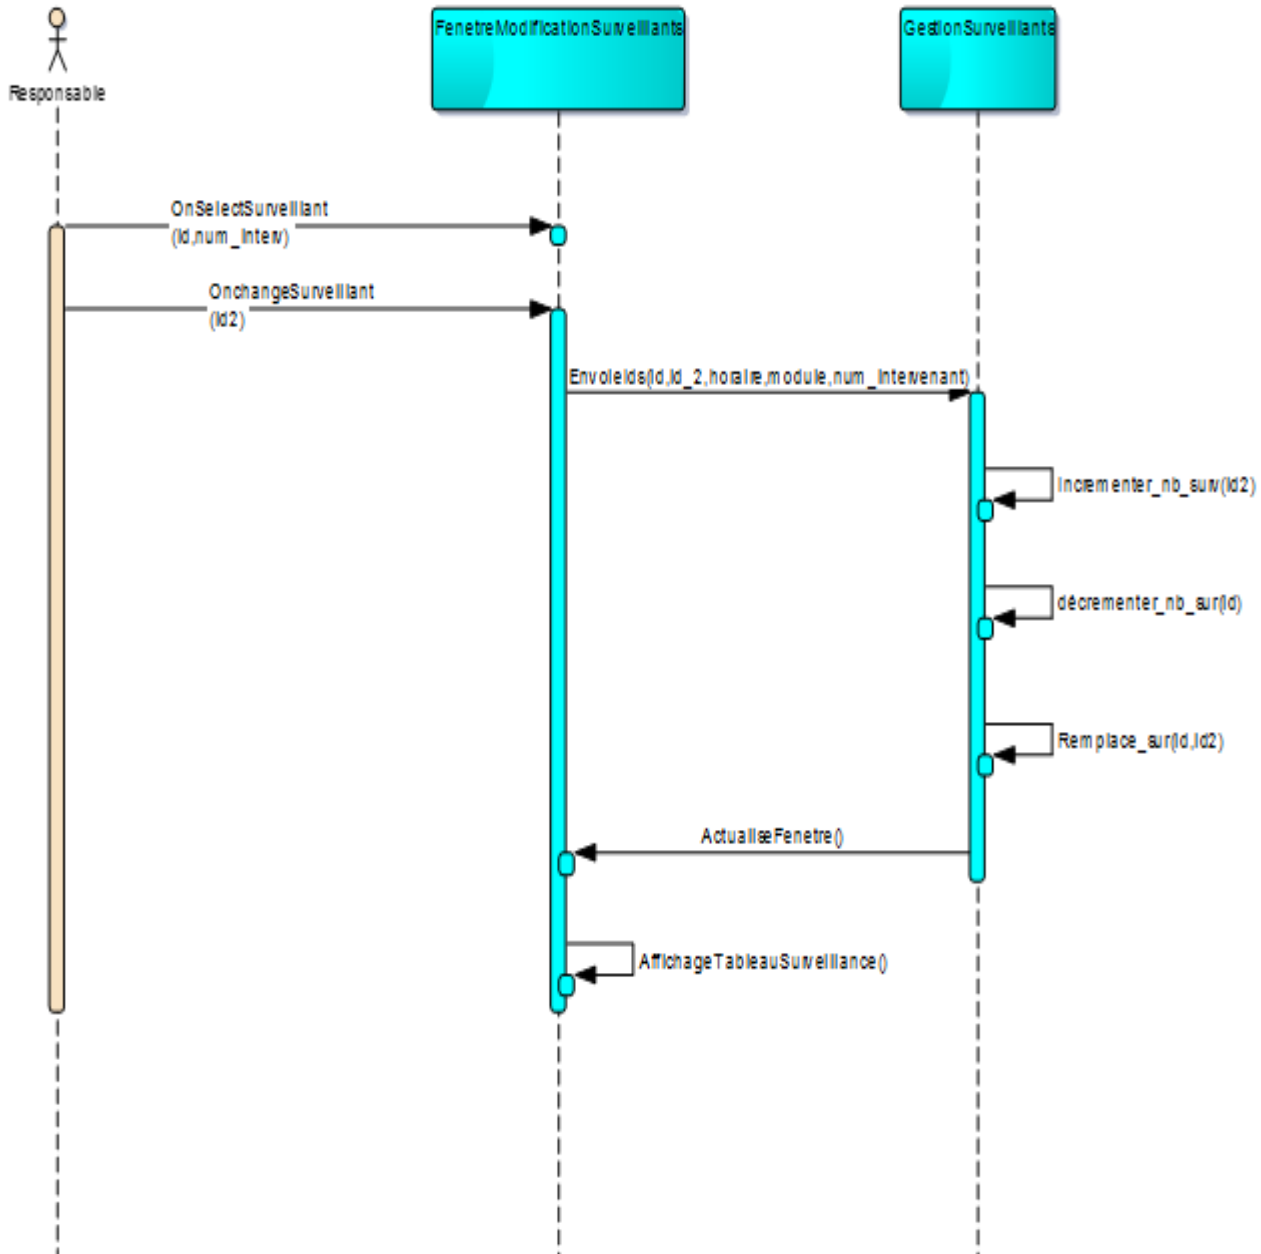 Responsable
FenetreModificationSurveillants
GestionSurveillants
OnSelectSurveillant
(id,num_interv)
OnchangeSurveillant
(id2)
EnvoieIds(id,id_2,horaire,module,num_intervenant)
incrementer_nb_surv(id2)
décrementer_nb_sur(id)
Remplace_sur(id,id2)
ActualiseFenetre()
AffichageTableauSurveillance()